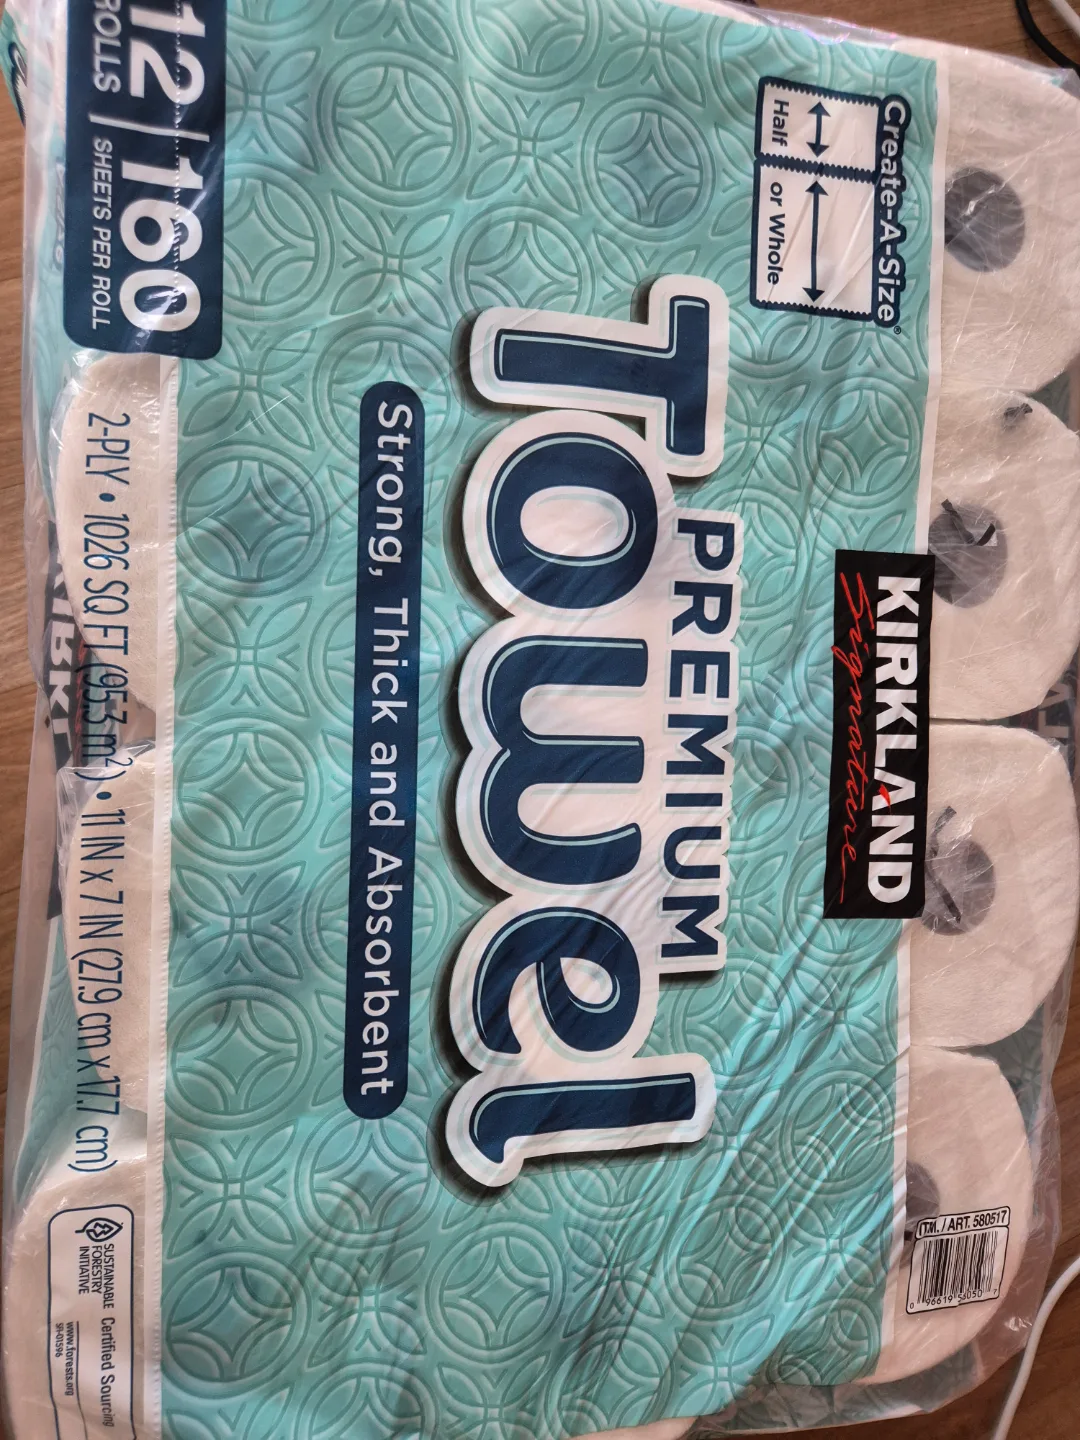 KIRKLAND
Signature
Create-A-Size®
Half
or Whole
PREMIUM
Towel
Strong, Thick and Absorbent
12 | 160
ROLLS | SHEETS PER ROLL
2-PLY • 1026 SQ FT (95.3 m²) • 11 IN x 7 IN (27.9 cm x 17.7 cm)
SUSTAINABLE
FORESTRY
INITIATIVE
Certified Sourcing
www.forests.org
SFI-01596
ITM. / ART. 580517